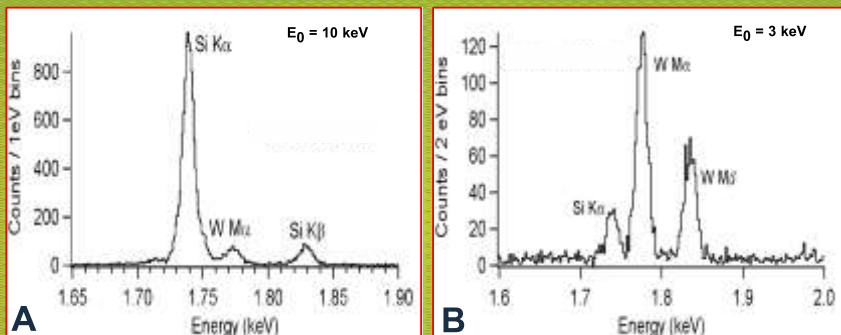 E0 = 10 keV
Si Kα
W Mα
Si Kβ
Counts / 1eV bins
800
600
400
200
0
1.65
1.70
1.75
1.80
1.85
1.90
Energy (keV)
A
E0 = 3 keV
W Mα
W Mβ
Si Kα
Counts / 2 eV bins
120
100
80
60
40
20
0
1.6
1.7
1.8
1.9
2.0
Energy (keV)
B